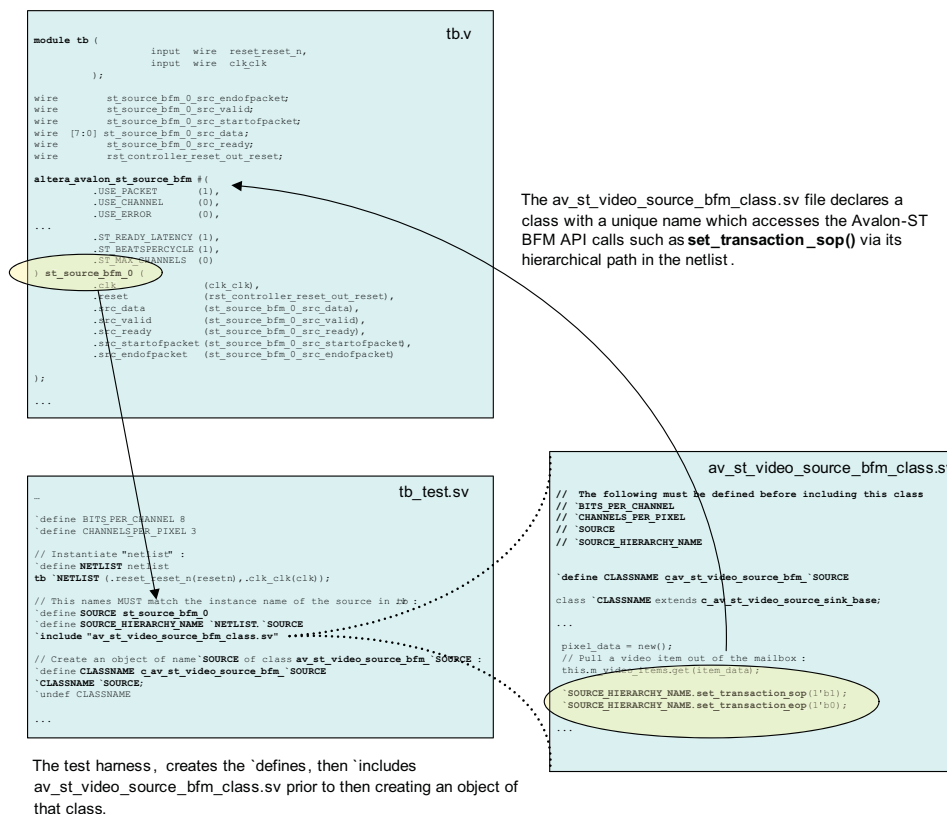 tb.v
module tb (
input wire reset_reset_n,
input wire clk_clk
);
wire st_source_bfm_0_src_endofpacket;
wire st_source_bfm_0_src_valid;
wire st_source_bfm_0_src_startofpacket;
wire [7:0] st_source_bfm_0_src_data;
wire st_source_bfm_0_src_ready;
wire rst_controller_reset_out_reset;
altera_avalon_st_source_bfm #(
.USE_PACKET (1),
.USE_CHANNEL (0),
.USE_ERROR (0),
...
.ST_READY_LATENCY (1),
.ST_BEATSPERCYCLE (1),
.ST_MAX_CHANNELS (0)
) st_source_bfm_0 (
.clk (clk_clk),
.reset (rst_controller_reset_out_reset),
.src_data (st_source_bfm_0_src_data),
.src_valid (st_source_bfm_0_src_valid),
.src_ready (st_source_bfm_0_src_ready),
.src_startofpacket (st_source_bfm_0_src_startofpacket),
.src_endofpacket (st_source_bfm_0_src_endofpacket)
);
...
The av_st_video_source_bfm_class.sv file declares a
class with a unique name which accesses the Avalon-ST
BFM API calls such as set_transaction_sop() via its
hierarchical path in the netlist.
tb_test.sv
_
`define BITS_PER_CHANNEL 8
`define CHANNELS_PER_PIXEL 3
// Instantiate "netlist" :
`define NETLIST netlist
tb `NETLIST (.reset_reset_n(resetn),.clk_clk(clk));
// This names MUST match the instance name of the source in tb :
`define SOURCE st_source_bfm_0
`define SOURCE_HIERARCHY_NAME `NETLIST.`SOURCE
`include "av_st_video_source_bfm_class.sv"
// Create an object of name `SOURCE of class av_st_video_source_bfm_`SOURCE :
`define CLASSNAME c_av_st_video_source_bfm_`SOURCE
`CLASSNAME `SOURCE;
`undef CLASSNAME
...
The test harness, creates the `defines, then `includes
av_st_video_source_bfm_class.sv prior to then creating an object of
that class.
av_st_video_source_bfm_class.sv
// The following must be defined before including this class
// `BITS_PER_CHANNEL
// `CHANNELS_PER_PIXEL
// `SOURCE
// `SOURCE_HIERARCHY_NAME
`define CLASSNAME c_av_st_video_source_bfm_`SOURCE
class `CLASSNAME extends c_av_st_video_source_sink_base;
...
pixel_data = new();
// Pull a video item out of the mailbox :
this.m_video_items.get(item_data);
`SOURCE_HIERARCHY_NAME.set_transaction_sop(1'b1);
`SOURCE_HIERARCHY_NAME.set_transaction_eop(1'b0);
...